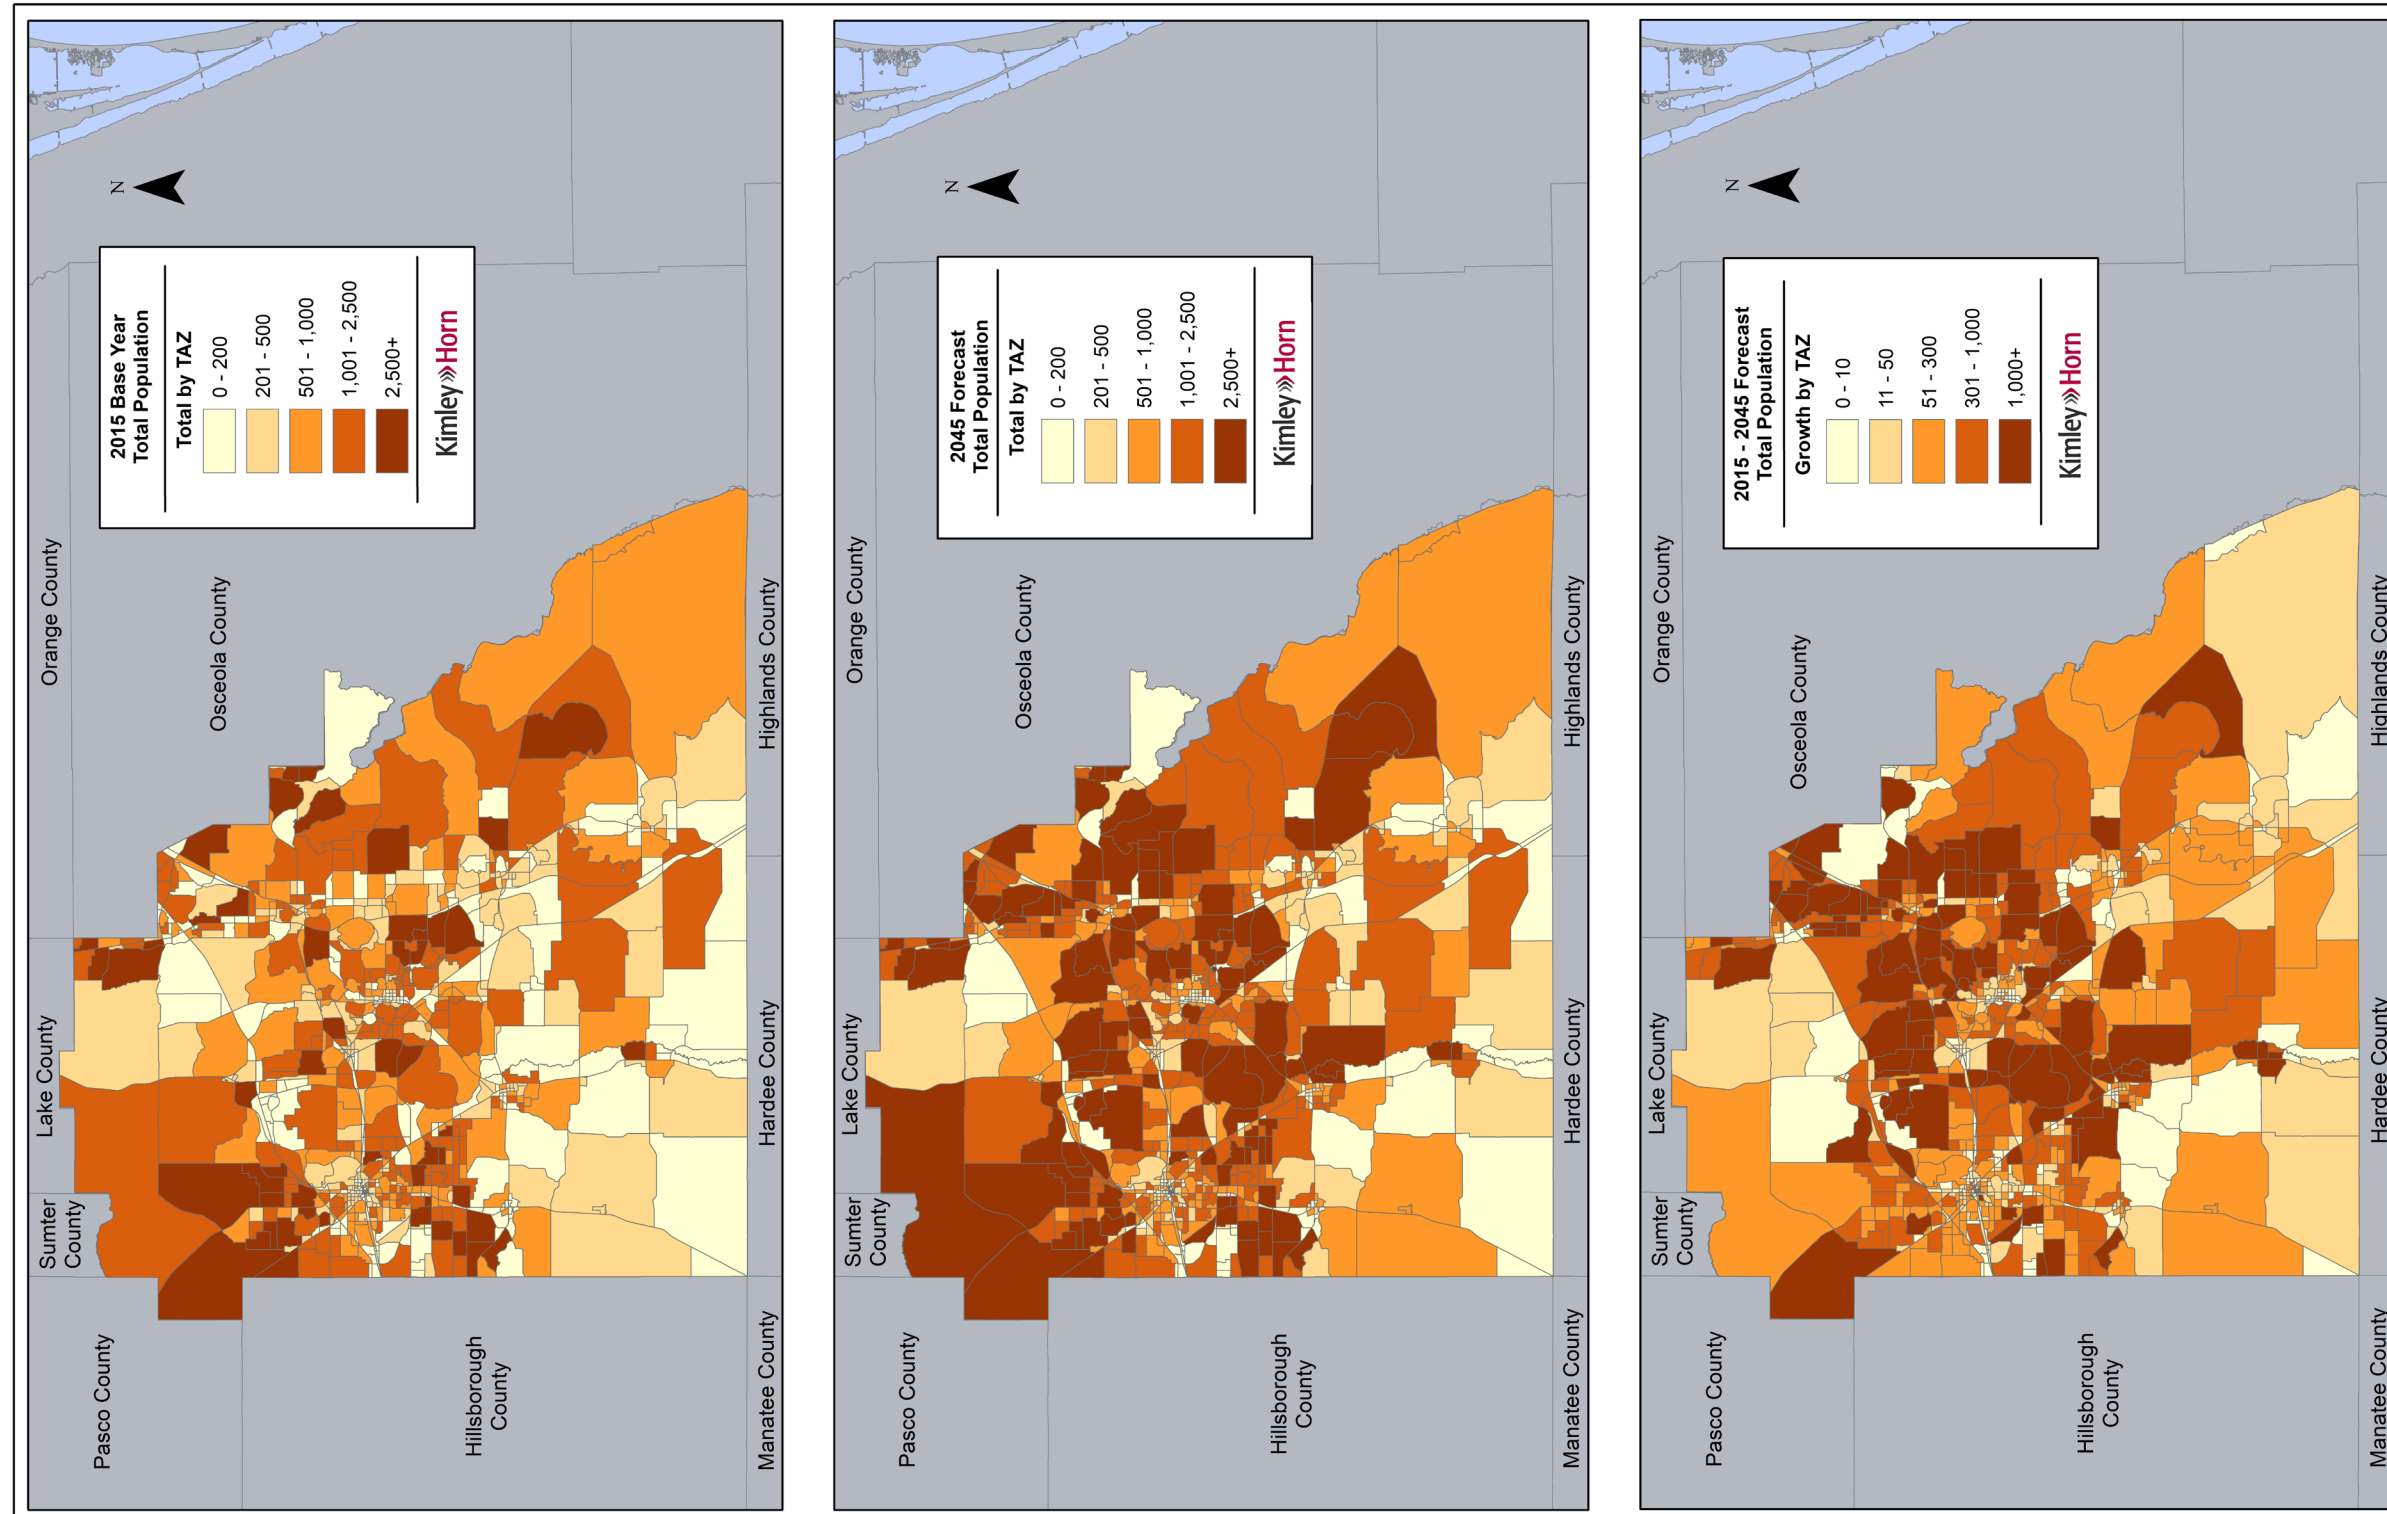 Orange County
Osceola County
Lake County
Sumter
County
Pasco County
Hillsborough
County
Manatee County
Hardee County
Highlands County
N
2015 Base Year
Total Population
Total by TAZ
0 - 200
201 - 500
501 - 1,000
1,001 - 2,500
2,500+
Kimley»Horn
Orange County
Osceola County
Lake County
Sumter
County
Pasco County
Hillsborough
County
Manatee County
Hardee County
Highlands County
N
2045 Forecast
Total Population
Total by TAZ
0 - 200
201 - 500
501 - 1,000
1,001 - 2,500
2,500+
Kimley»Horn
Orange County
Osceola County
Lake County
Sumter
County
Pasco County
Hillsborough
County
Manatee County
Hardee County
Highlands County
N
2015 - 2045 Forecast
Total Population
Growth by TAZ
0 - 10
11 - 50
51 - 300
301 - 1,000
1,000+
Kimley»Horn